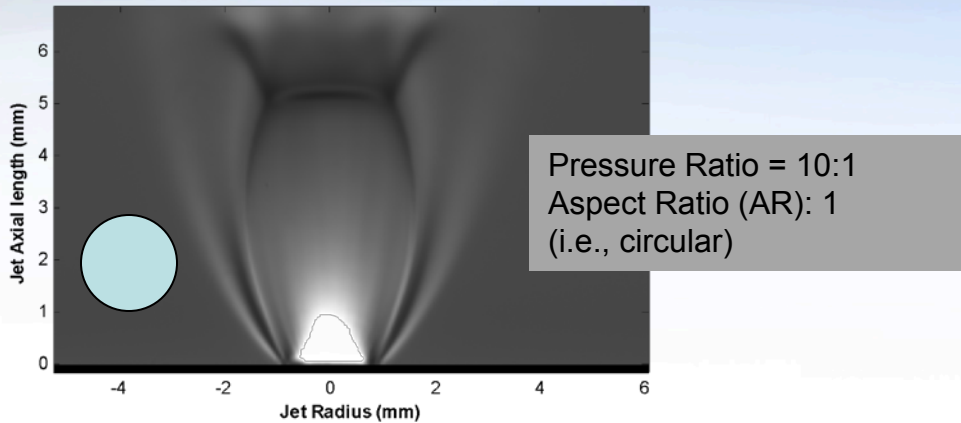 6
5
4
3
2
1
0
Jet Axial length (mm)
-4 -2 0 2 4 6
Jet Radius (mm)
Pressure Ratio = 10:1
Aspect Ratio (AR): 1
(i.e., circular)